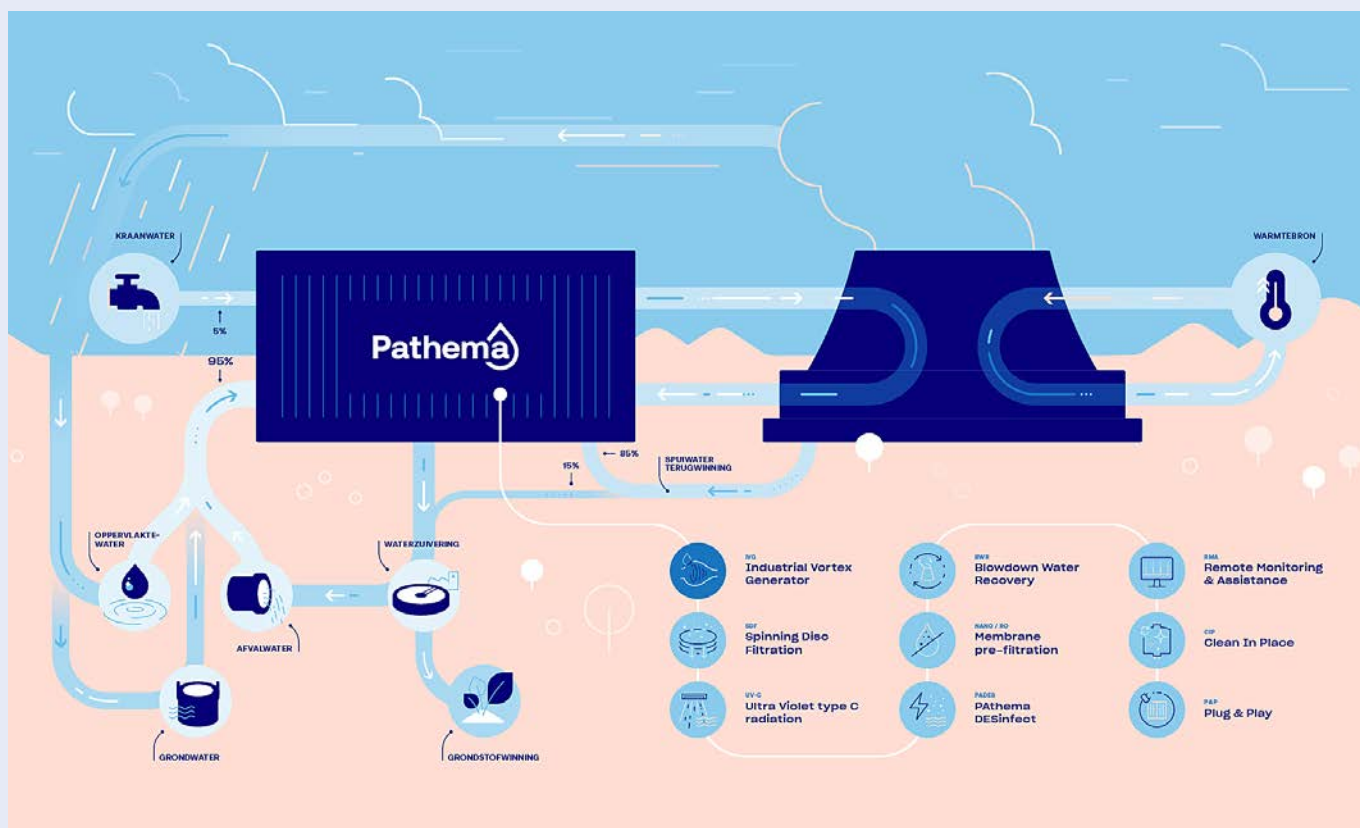 KRAANWATER
WARMTEBRON
5%
95%
Pathema
85%
15%
SPUIWATER
TERUGWINNING
OPPERVLAKTE-
WATER
WATERZUIVERING
AFVALWATER
GRONDWATER
GRONDSTOFWINNING
IVG
Industrial Vortex
Generator
SDF
Spinning Disc
Filtration
UV-C
Ultra Violet type C
radiation
BWR
Blowdown Water
Recovery
NANO / RO
Membrane
pre-filtration
PADES
PAthema
DESinfect
RMA
Remote Monitoring
& Assistance
CIP
Clean In Place
P&P
Plug & Play